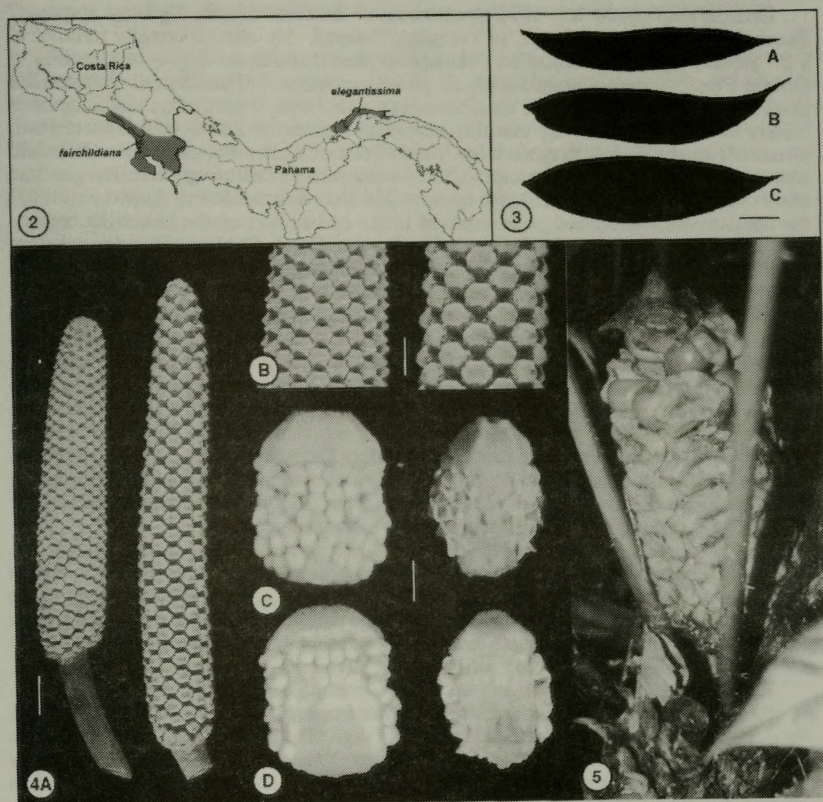 Costa Rica
elegantissima
fairchildiana
Panama
2
A
B
C
3
B
C
D
4A
5